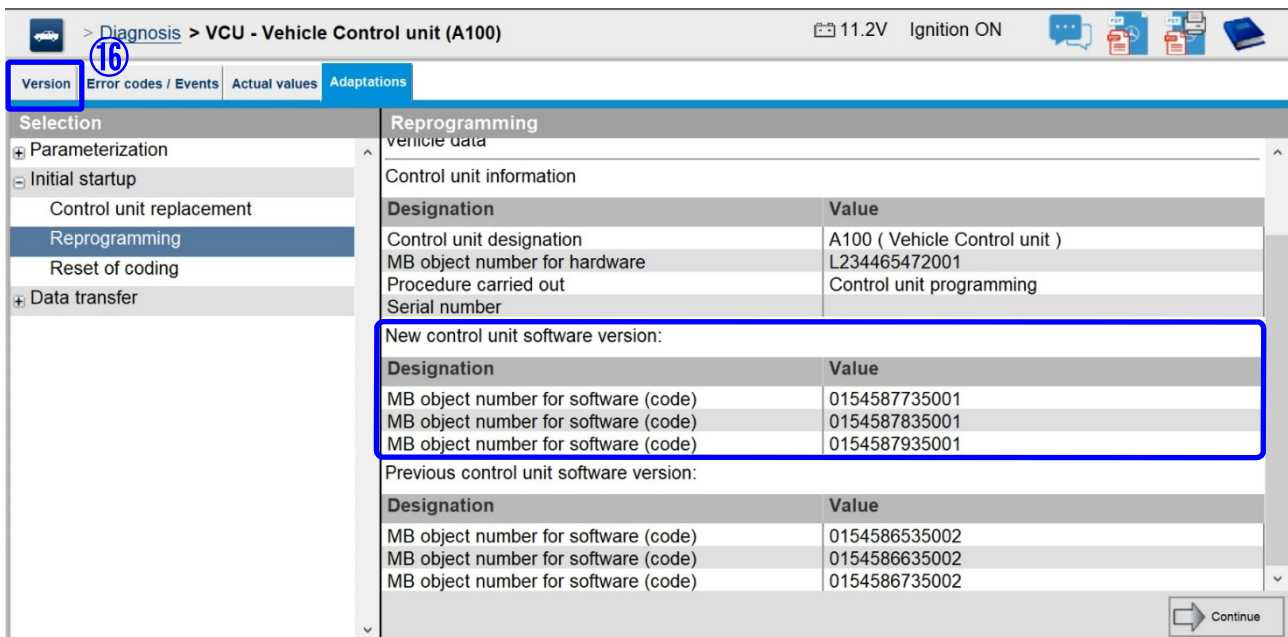 > Diagnosis > VCU - Vehicle Control unit (A100) 11.2V Ignition ON
⑯
Version Error codes / Events Actual values Adaptations
Selection
Parameterization
Initial startup
Control unit replacement
Reprogramming
Reset of coding
Data transfer
Reprogramming
Vehicle data
Control unit information
Designation Value
Control unit designation A100 ( Vehicle Control unit )
MB object number for hardware L234465472001
Procedure carried out Control unit programming
Serial number
New control unit software version:
Designation Value
MB object number for software (code) 0154587735001
MB object number for software (code) 0154587835001
MB object number for software (code) 0154587935001
Previous control unit software version:
Designation Value
MB object number for software (code) 0154586535002
MB object number for software (code) 0154586635002
MB object number for software (code) 0154586735002
Continue